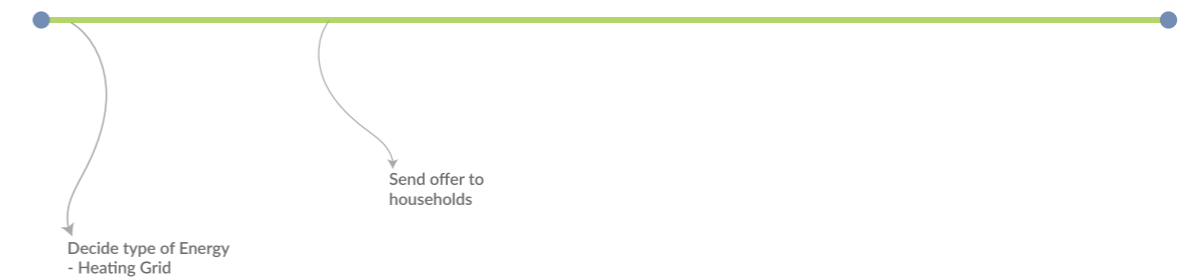 Send offer to
households
Decide type of Energy
- Heating Grid